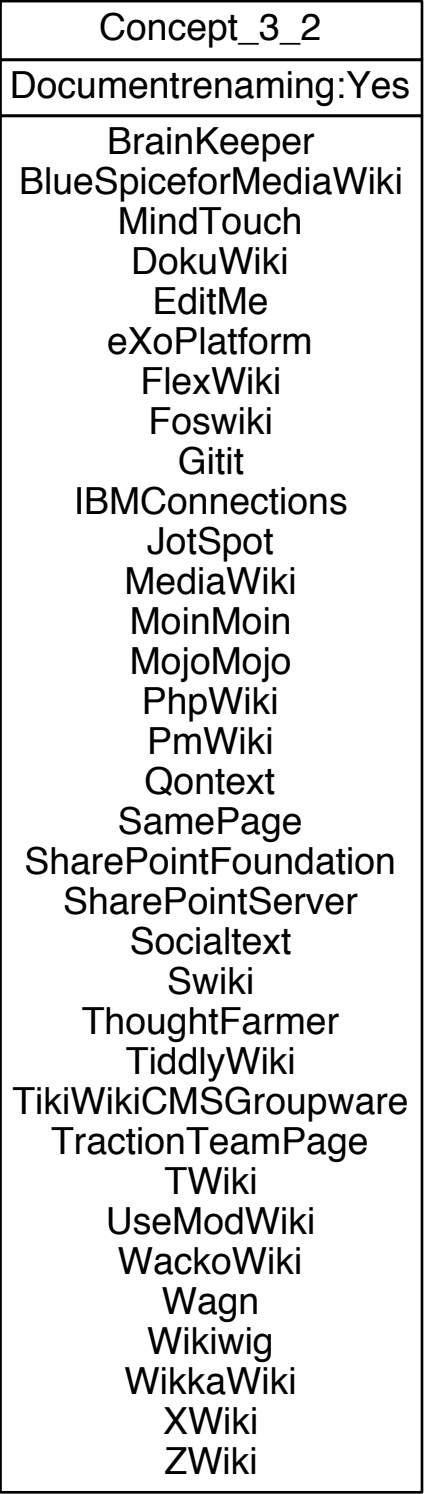 Concept_3_2
Documentrenaming:Yes
BrainKeeper
BlueSpiceforMediaWiki
MindTouch
DokuWiki
EditMe
eXoPlatform
FlexWiki
Foswiki
Gitit
IBMConnections
JotSpot
MediaWiki
MoinMoin
MojoMojo
PhpWiki
PmWiki
Qontext
SamePage
SharePointFoundation
SharePointServer
Socialtext
Swiki
ThoughtFarmer
TiddlyWiki
TikiWikiCMSGroupware
TractionTeamPage
TWiki
UseModWiki
WackoWiki
Wagn
Wikiwig
WikkaWiki
XWiki
ZWiki